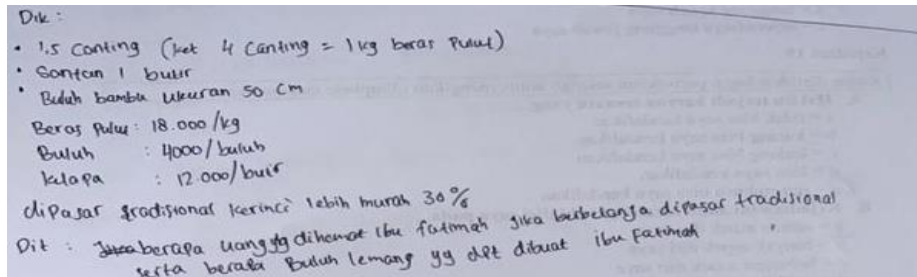 Dik :
• 1.5 Canting (ket 4 Canting = 1 kg beras Pulut)
• Santan 1 butir
• Buluh bambu ukuran 50 cm
Beras Pulut : 18.000/kg
Buluh : 4000/buluh
kelapa : 12.000/butir
dipasar tradisional kerinci lebih murah 30%
Dit : berapa uang yg dihemat ibu fatimah jika berbelanja dipasar tradisional
serta berapa Buluh lemang yg dpt dibuat ibu Fatimah